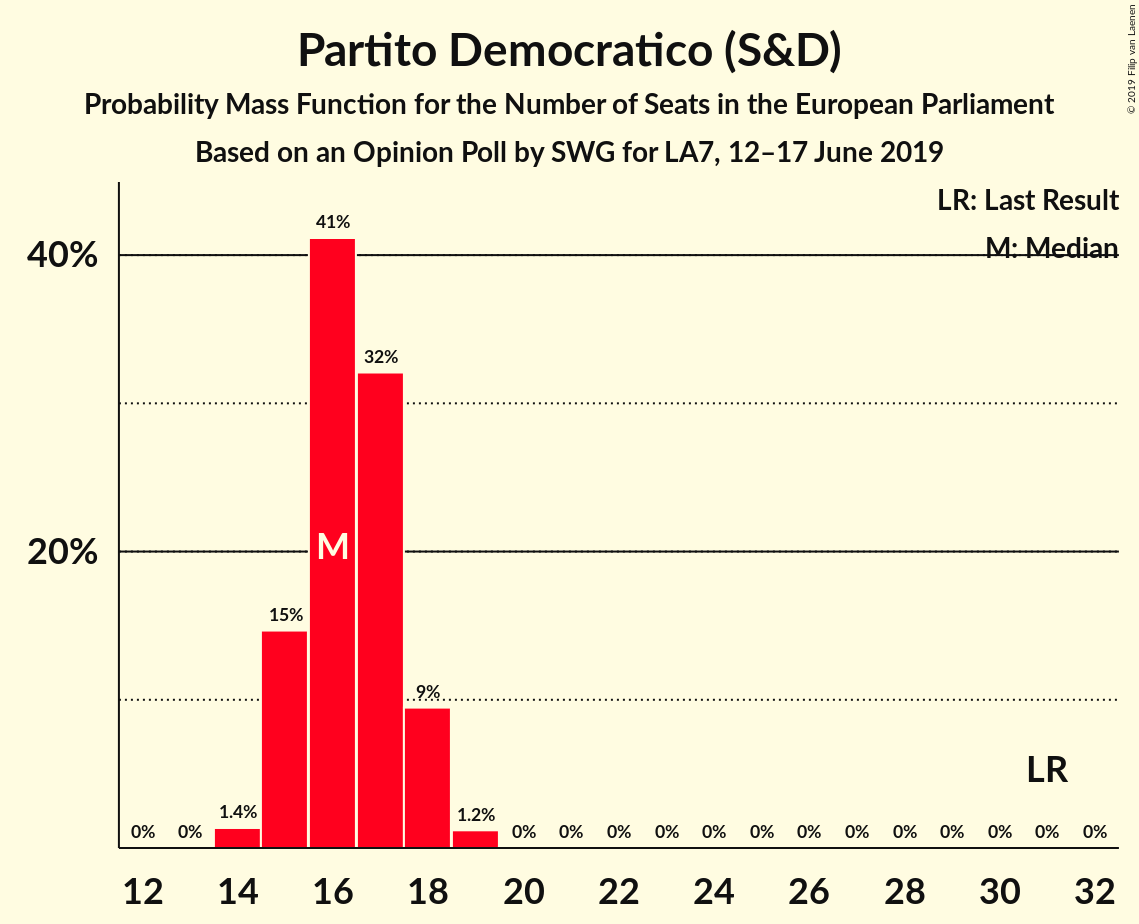 Partito Democratico (S&D)
Probability Mass Function for the Number of Seats in the European Parliament
Based on an Opinion Poll by SWG for LA7, 12–17 June 2019
© 2019 Filip van Laenen
LR: Last Result
M: Median
40%
20%
41%
32%
M
15%
9%
LR
1.4%
1.2%
0% 0% 0% 0% 0% 0% 0% 0% 0% 0% 0% 0% 0% 0% 0%
12 14 16 18 20 22 24 26 28 30 32